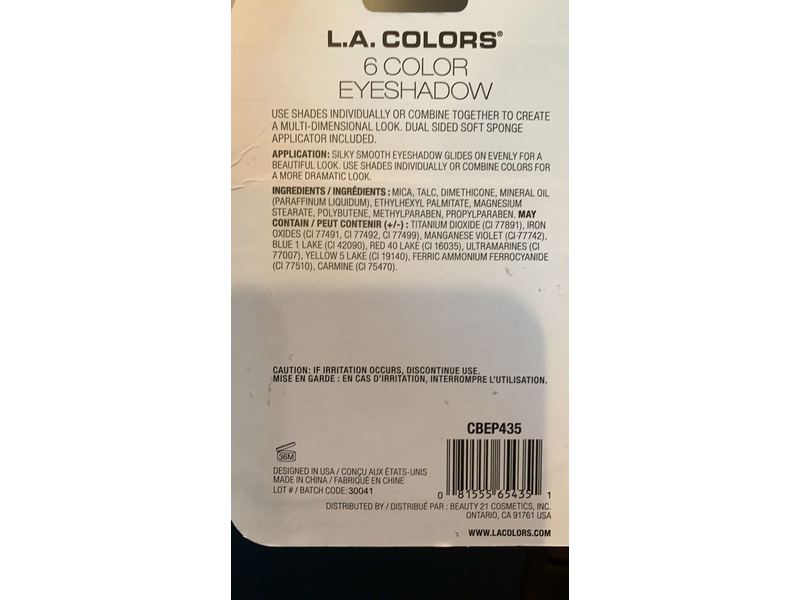 L.A. COLORS®
6 COLOR
EYESHADOW
USE SHADES INDIVIDUALLY OR COMBINE TOGETHER TO CREATE
A MULTI-DIMENSIONAL LOOK. DUAL SIDED SOFT SPONGE
APPLICATOR INCLUDED.
APPLICATION: SILKY SMOOTH EYESHADOW GLIDES ON EVENLY FOR A
BEAUTIFUL LOOK. USE SHADES INDIVIDUALLY OR COMBINE COLORS FOR
A MORE DRAMATIC LOOK.
INGREDIENTS / INGRÉDIENTS : MICA, TALC, DIMETHICONE, MINERAL OIL
(PARAFFINUM LIQUIDUM), ETHYLHEXYL PALMITATE, MAGNESIUM
STEARATE, POLYBUTENE, METHYLPARABEN, PROPYLPARABEN. MAY
CONTAIN / PEUT CONTENIR (+/-) : TITANIUM DIOXIDE (CI 77891), IRON
OXIDES (CI 77491, CI 77492, CI 77499), MANGANESE VIOLET (CI 77742),
BLUE 1 LAKE (CI 42090), RED 40 LAKE (CI 16035), ULTRAMARINES (CI
77007), YELLOW 5 LAKE (CI 19140), FERRIC AMMONIUM FERROCYANIDE
(CI 77510), CARMINE (CI 75470).
CAUTION: IF IRRITATION OCCURS, DISCONTINUE USE.
MISE EN GARDE : EN CAS D'IRRITATION, INTERROMPRE L'UTILISATION.
CBEP435
36M
DESIGNED IN USA / CONÇU AUX ÉTATS-UNIS
MADE IN CHINA / FABRIQUÉ EN CHINE
LOT # / BATCH CODE: 30041
0 81555 65435 1
DISTRIBUTED BY / DISTRIBUÉ PAR : BEAUTY 21 COSMETICS, INC.
ONTARIO, CA 91761 USA
WWW.LACOLORS.COM